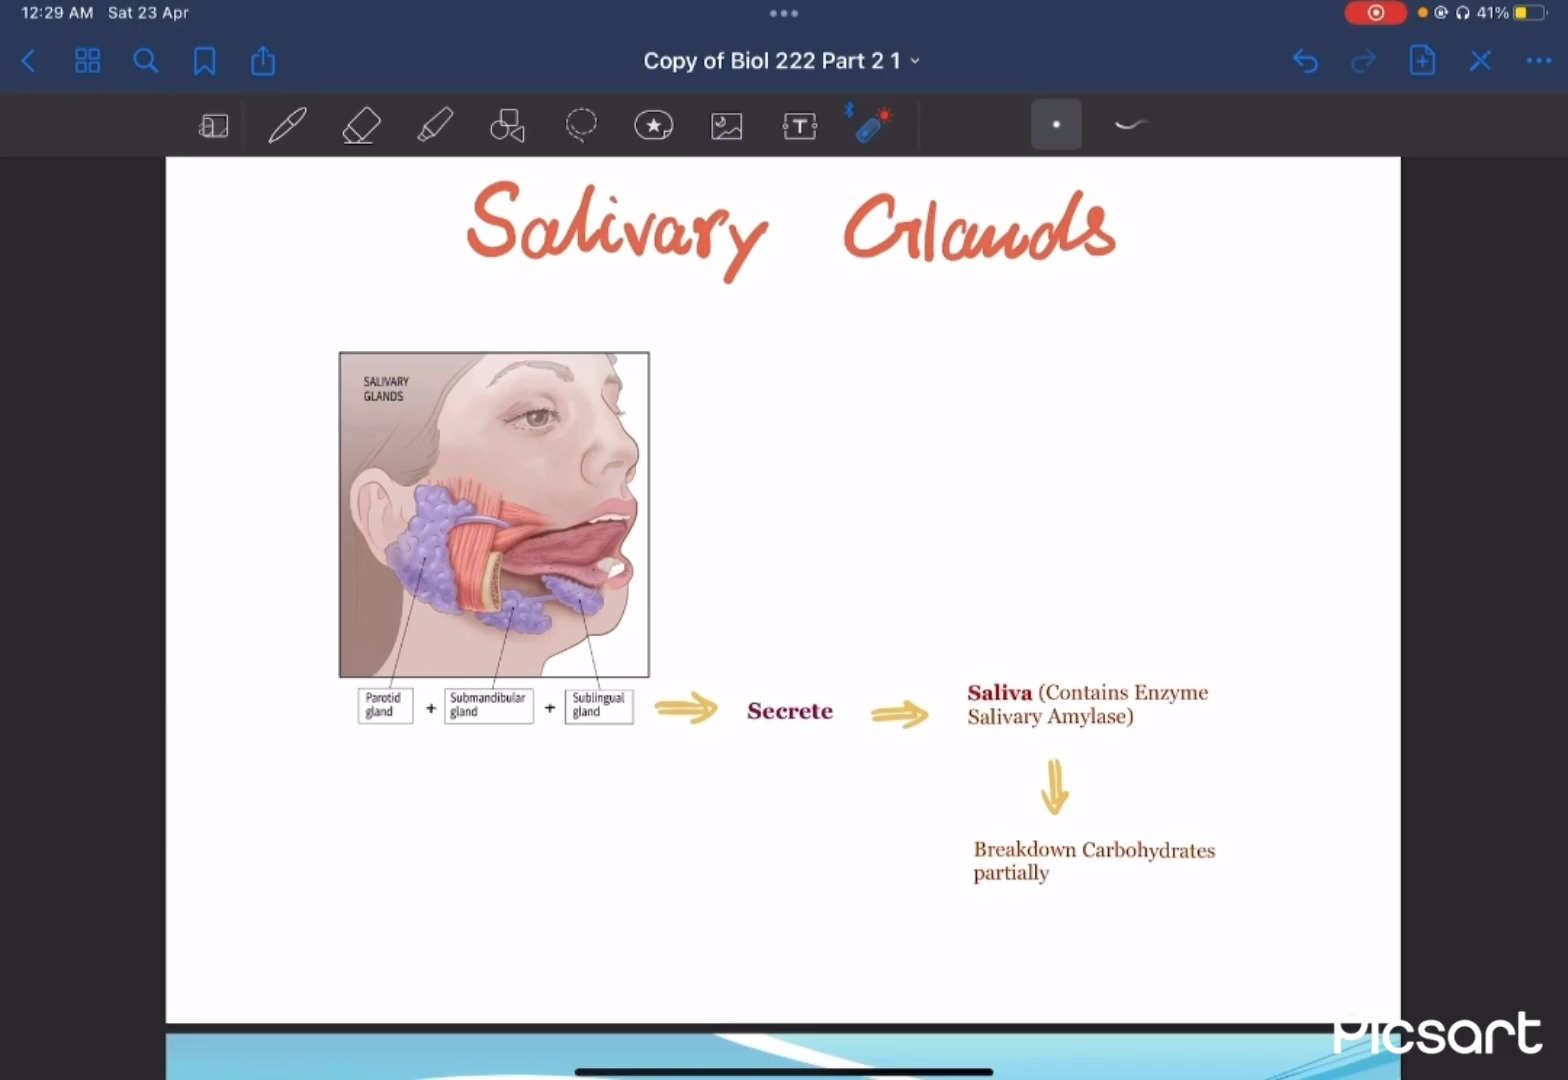 12:29 AM Sat 23 Apr
41%
Copy of Biol 222 Part 2 1
T
Salivary Glands
SALIVARY
GLANDS
Parotid
gland
+
Submandibular
gland
+
Sublingual
gland
Secrete
Saliva (Contains Enzyme
Salivary Amylase)
Breakdown Carbohydrates
partially
Picsart